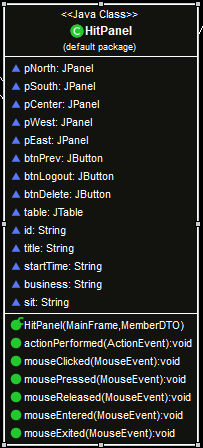 <<Java Class>>
HitPanel
(default package)
pNorth: JPanel
pSouth: JPanel
pCenter: JPanel
pWest: JPanel
pEast: JPanel
btnPrev: JButton
btnLogout: JButton
btnDelete: JButton
table: JTable
id: String
title: String
startTime: String
business: String
sit: String
HitPanel(MainFrame,MemberDTO)
actionPerformed(ActionEvent):void
mouseClicked(MouseEvent):void
mousePressed(MouseEvent):void
mouseReleased(MouseEvent):void
mouseEntered(MouseEvent):void
mouseExited(MouseEvent):void